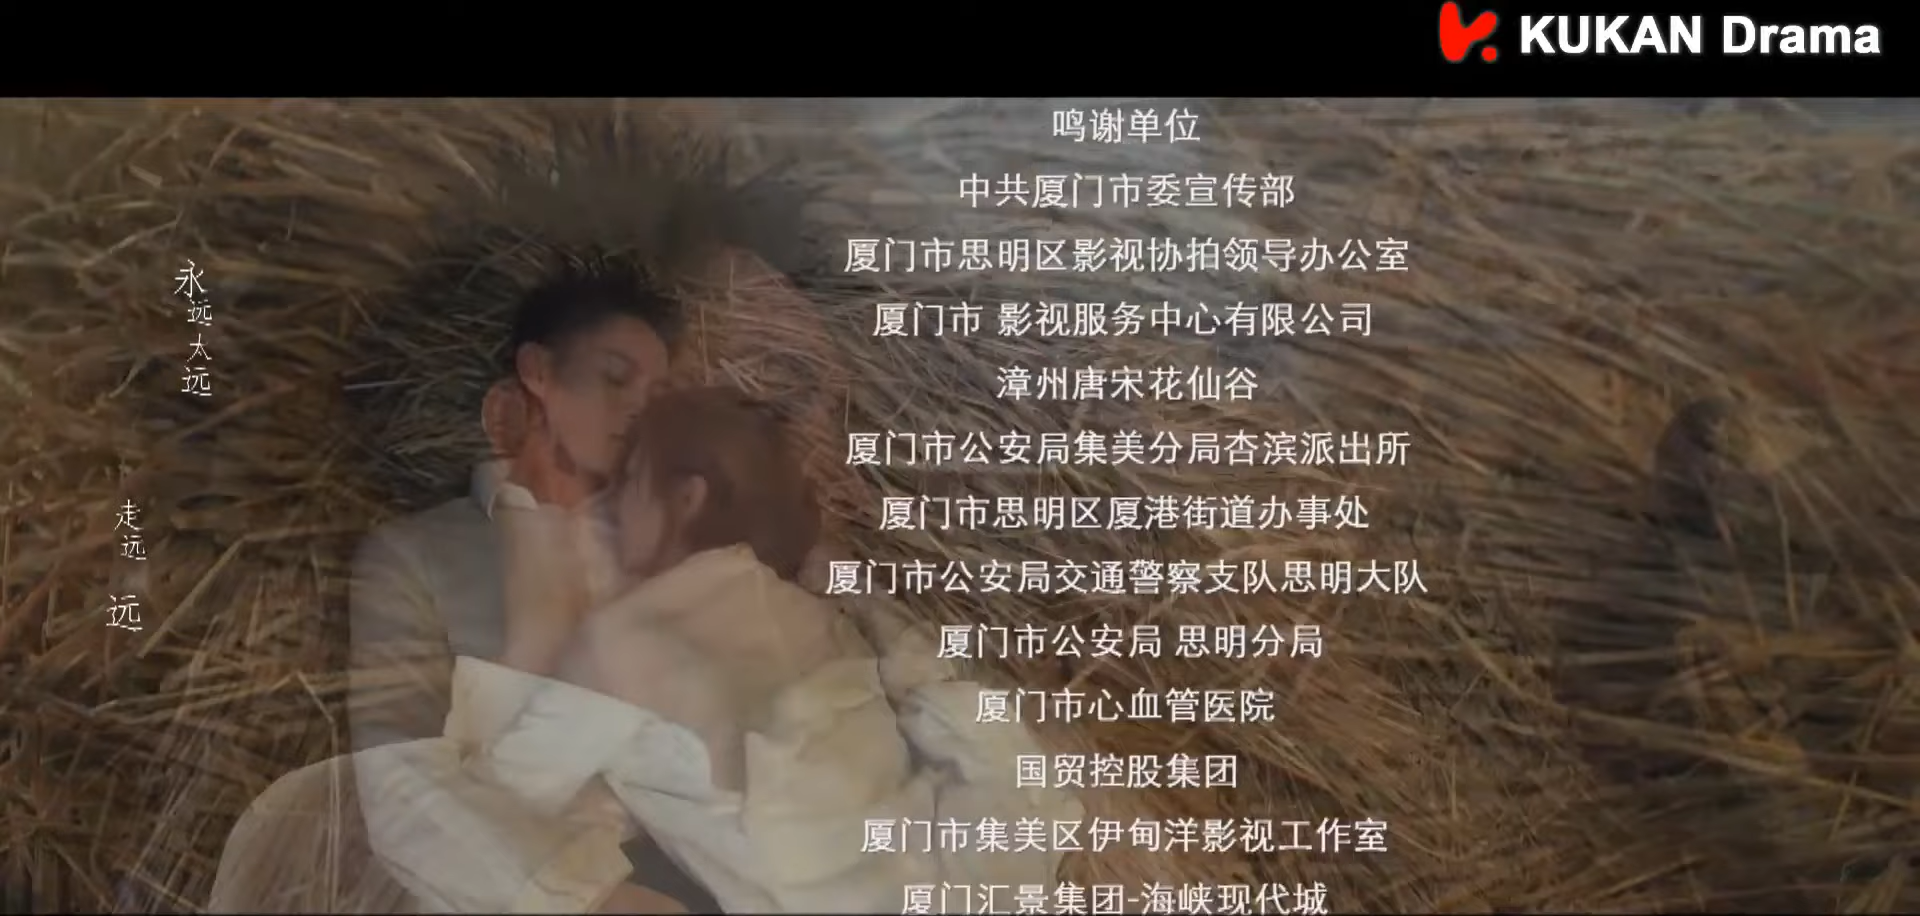 KUKAN Drama
鸣谢单位
中共厦门市委宣传部
厦门市思明区影视协拍领导办公室
厦门市 影视服务中心有限公司
漳州唐宋花仙谷
厦门市公安局集美分局杏滨派出所
厦门市思明区厦港街道办事处
厦门市公安局交通警察支队思明大队
厦门市公安局 思明分局
厦门市心血管医院
国贸控股集团
厦门市集美区伊甸洋影视工作室
厦门汇景集团-海峡现代城
永远太远
走远 远